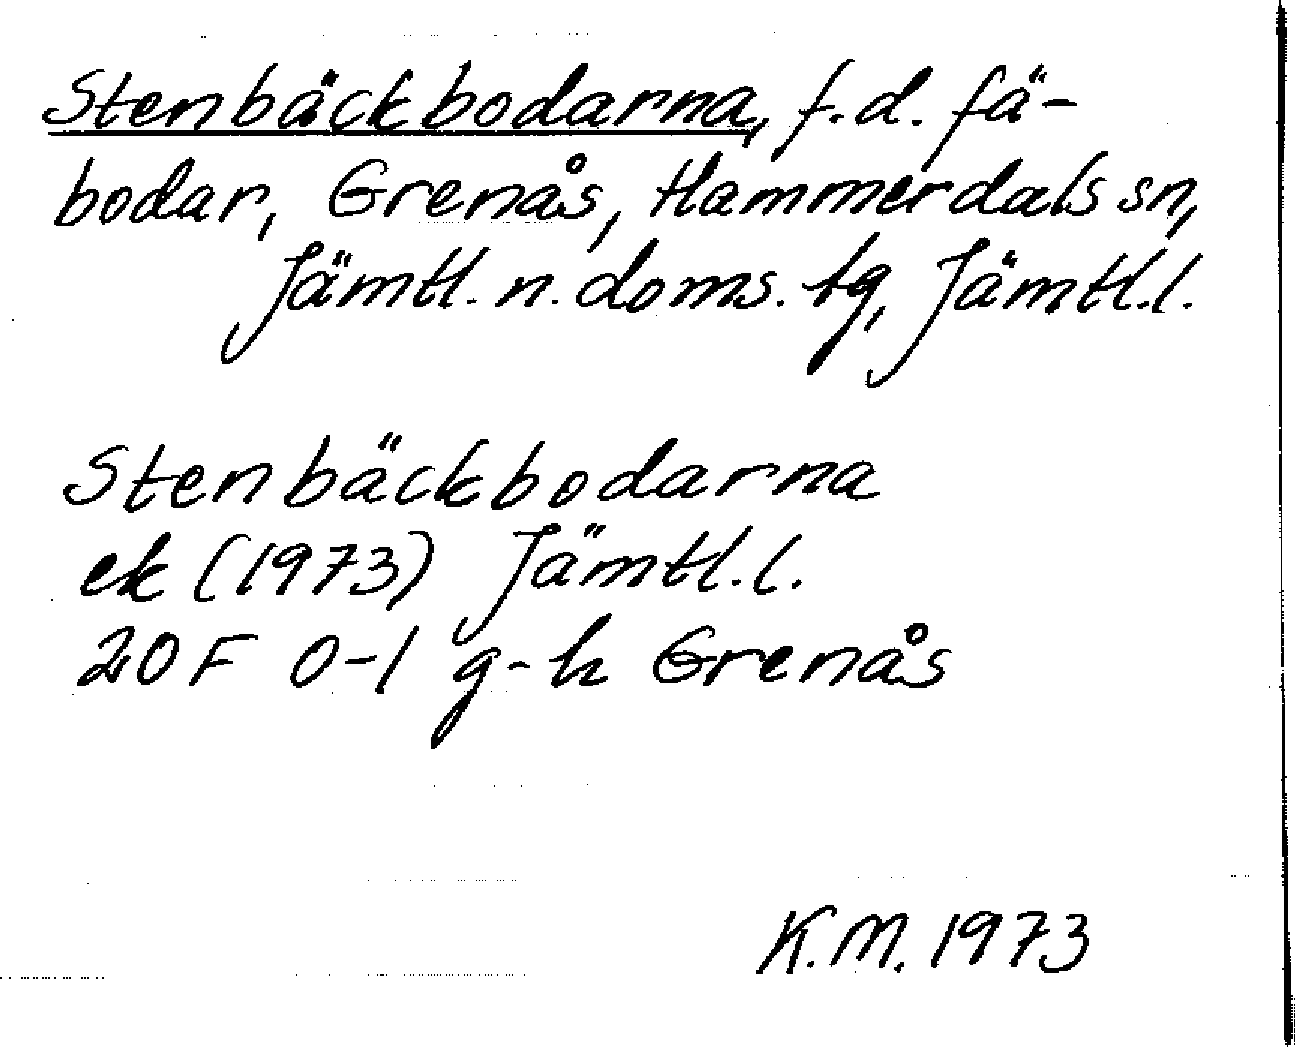 Stenbäckbodarna, f.d. fä-
bodar, Grenås, Hammerdals sn,
Jämtl. n. doms. tg, Jämtl.l.
Stenbäckbodarna
ek (1973) Jämtl.l.
20F 0-1 g-h Grenås
K.M. 1973